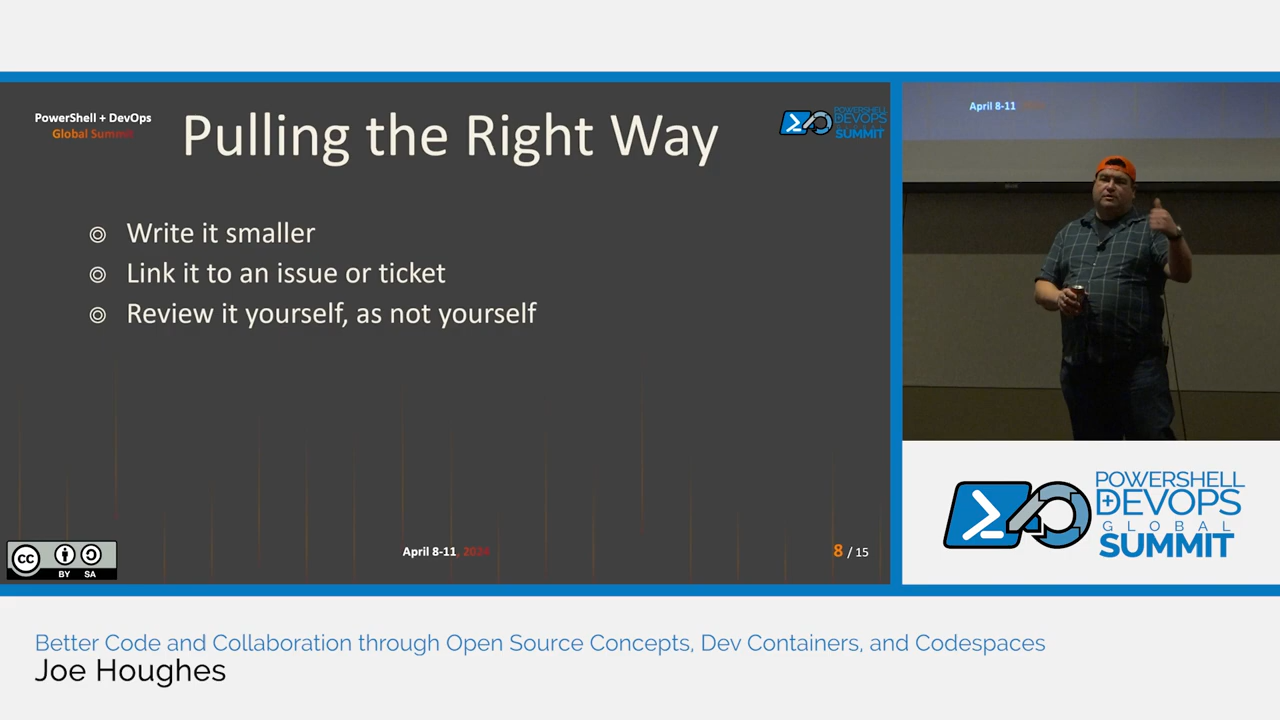 PowerShell + DevOps
Global Summit
Pulling the Right Way
POWERSHELL
DEVOPS
GLOBAL
SUMMIT
Write it smaller
Link it to an issue or ticket
Review it yourself, as not yourself
CC
BY SA
April 8-11, 2024
8 / 15
April 8-11
POWERSHELL
DEVOPS
GLOBAL
SUMMIT
Better Code and Collaboration through Open Source Concepts, Dev Containers, and Codespaces
Joe Houghes